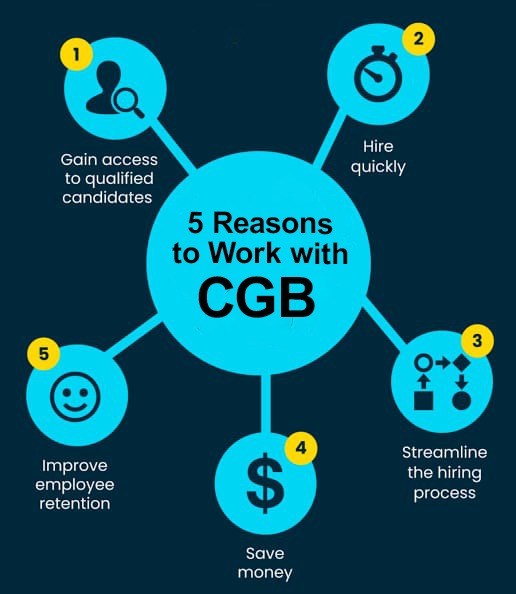 5 Reasons
to Work with
CGB
1
Gain access
to qualified
candidates
2
Hire
quickly
3
Streamline
the hiring
process
4
$
Save
money
5
Improve
employee
retention